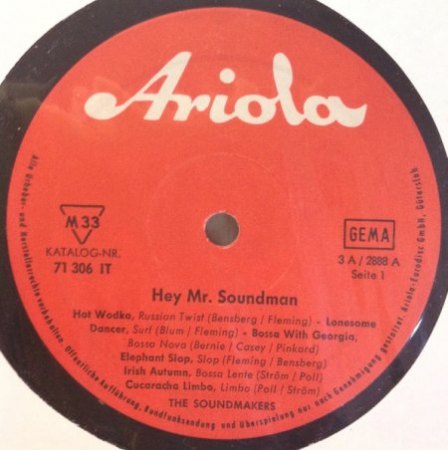 Ariola
M 33
KATALOG-NR.
71 306 IT
GEMA
3 A / 2888 A
Seite 1
Hey Mr. Soundman
Hot Wodka, Russian Twist (Bensberg / Fleming) - Lonesome
Dancer, Surf (Blum / Fleming) - Bossa With Georgia,
Bossa Nova (Bernie / Casey / Pinkard)
Elephant Slop, Slop (Fleming / Bensberg)
Irish Autumn, Bossa Lente (Ström / Poll)
Cucaracha Limbo, Limbo (Poll / Ström)
THE SOUNDMAKERS
Alle Urheber- und Herstellerrechte vorbehalten. Öffentliche Aufführung, Rundfunksendung und Überspielung nur mit Genehmigung gestattet. Ariola-Eurodisc GmbH, Gütersloh